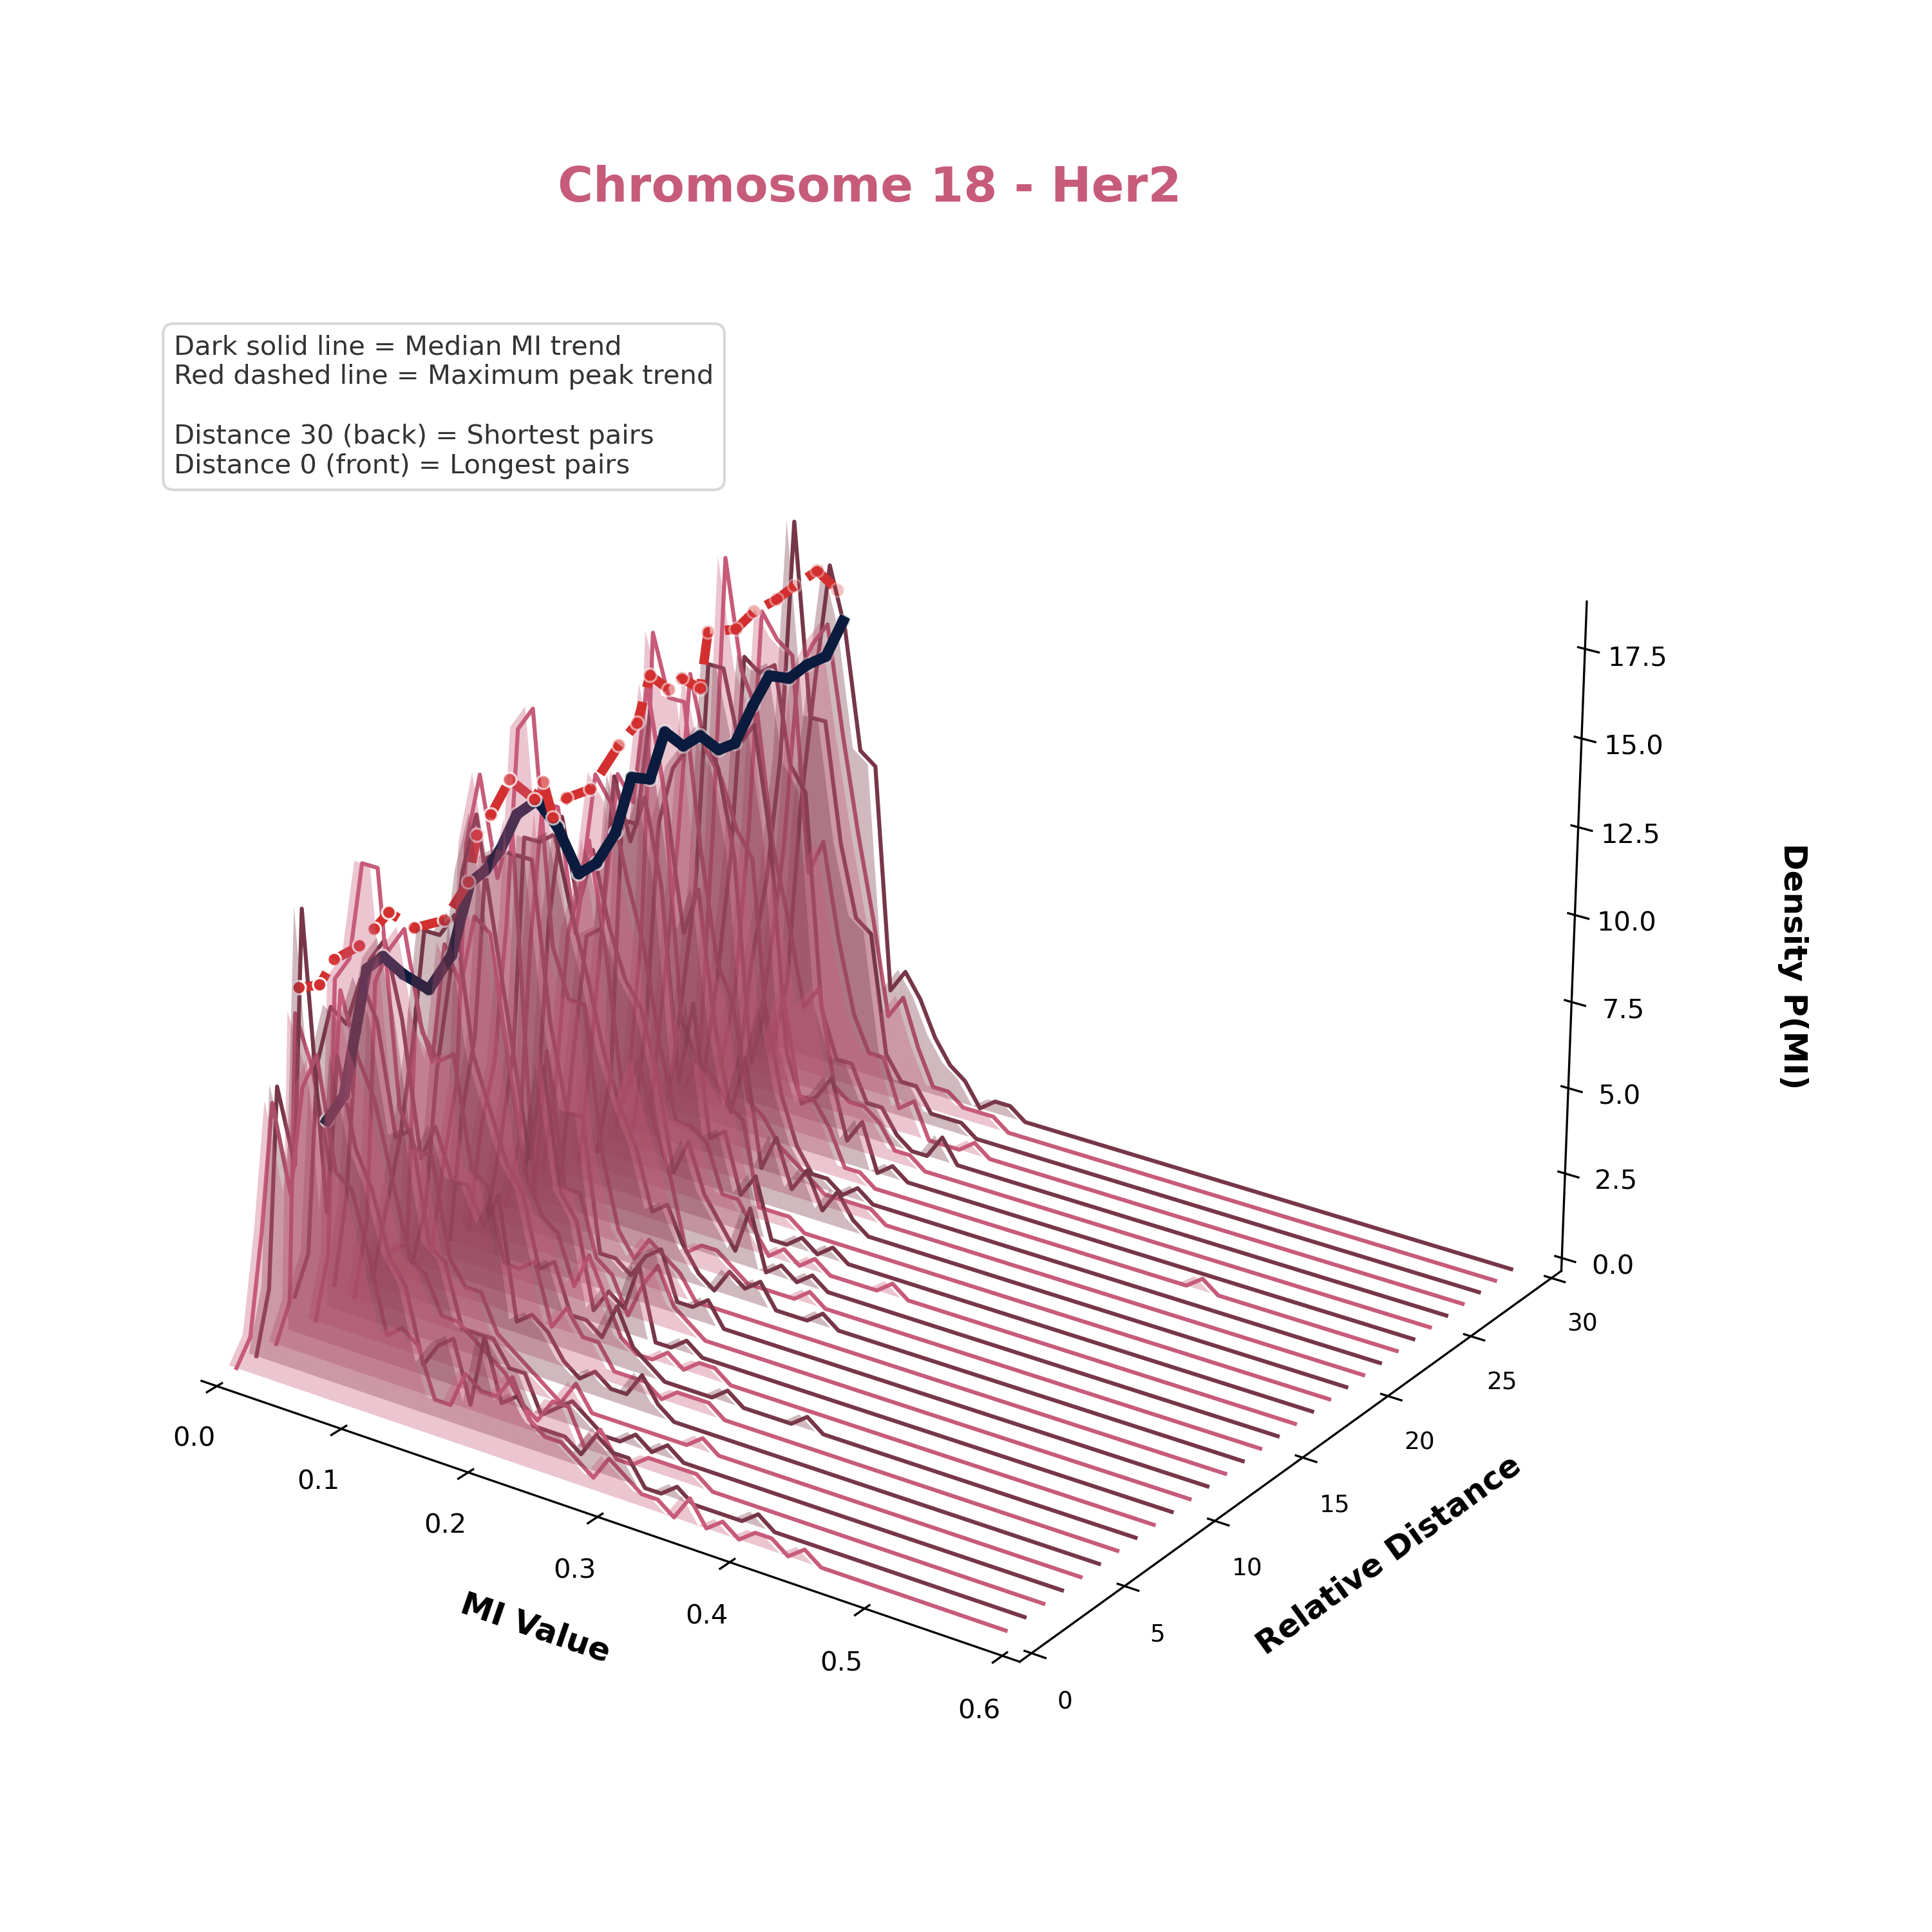 Chromosome 18 - Her2
Dark solid line = Median MI trend
Red dashed line = Maximum peak trend
Distance 30 (back) = Shortest pairs
Distance 0 (front) = Longest pairs
17.5
15.0
12.5
10.0
7.5
5.0
2.5
0.0
Density P(MI)
30
25
20
15
10
5
0
Relative Distance
0.0
0.1
0.2
0.3
0.4
0.5
0.6
MI Value